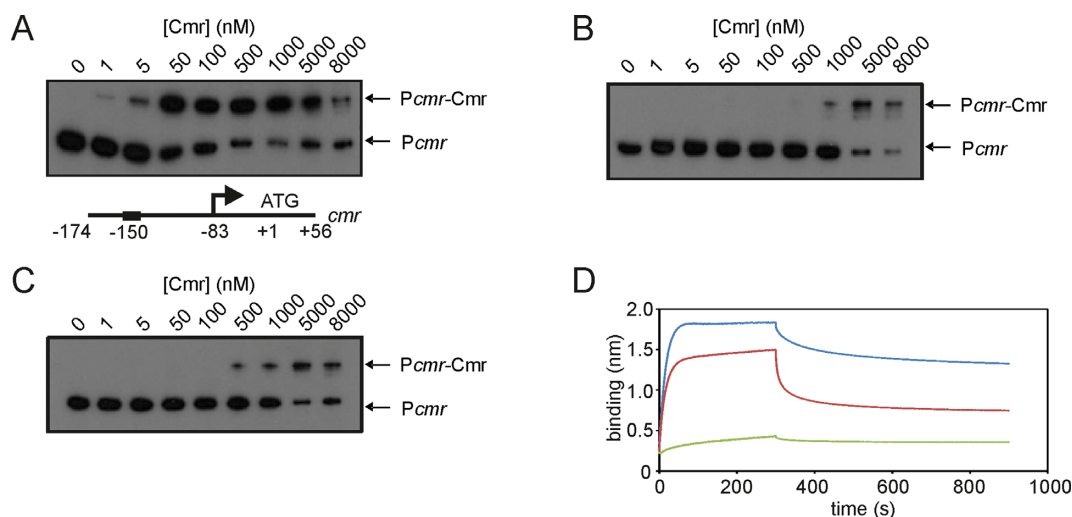 A
[Cmr] (nM)
0 1 5 50 100 500 1000 5000 8000
Pcmr-Cmr
Pcmr
ATG
cmr
-174 -150 -83 +1 +56
B
[Cmr] (nM)
0 1 5 50 100 500 1000 5000 8000
Pcmr-Cmr
Pcmr
C
[Cmr] (nM)
0 1 5 50 100 500 1000 5000 8000
Pcmr-Cmr
Pcmr
D
2.0
1.5
1.0
0.5
0
binding (nm)
0 200 400 600 800 1000
time (s)